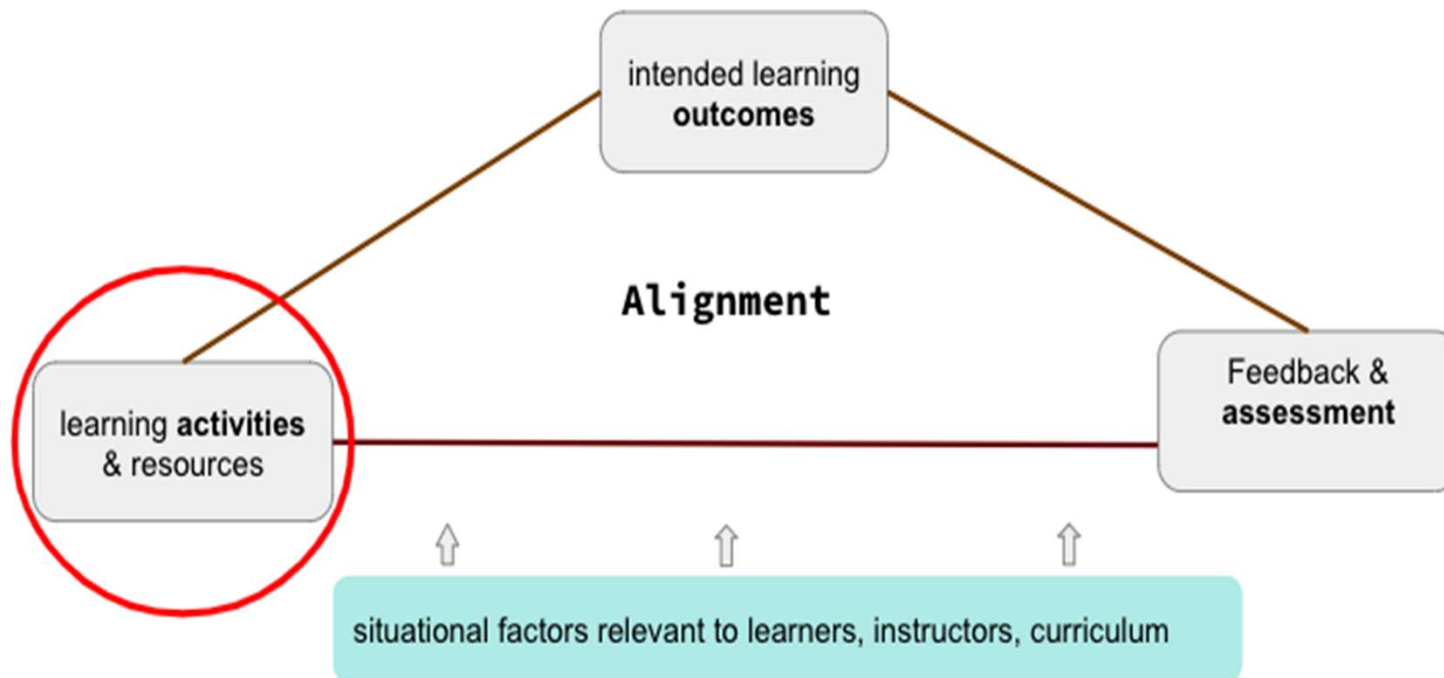 intended learning
outcomes
Alignment
learning activities
& resources
Feedback &
assessment
situational factors relevant to learners, instructors, curriculum